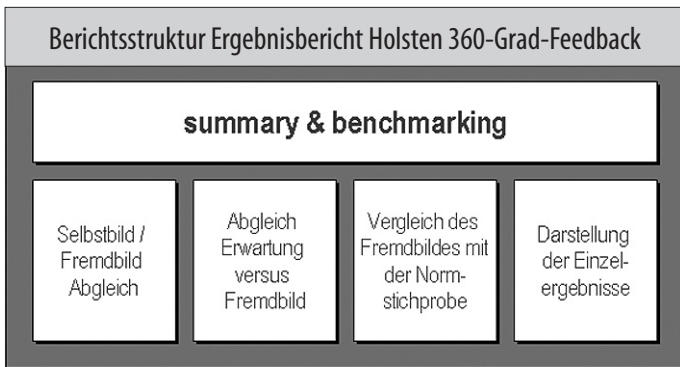 Berichtsstruktur Ergebnisbericht Holsten 360-Grad-Feedback
summary & benchmarking
Selbstbild /
Fremdbild
Abgleich
Abgleich
Erwartung
versus
Fremdbild
Vergleich des
Fremdbildes mit
der Norm-
stichprobe
Darstellung
der Einzel-
ergebnisse